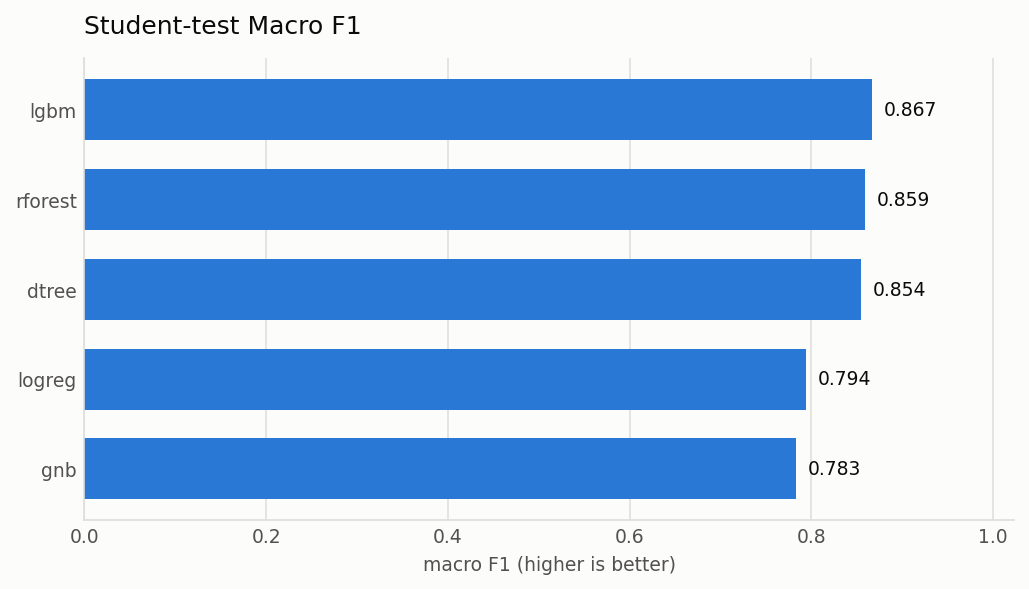 Student-test Macro F1
lgbm 0.867
rforest 0.859
dtree 0.854
logreg 0.794
gnb 0.783
0.0 0.2 0.4 0.6 0.8 1.0
macro F1 (higher is better)